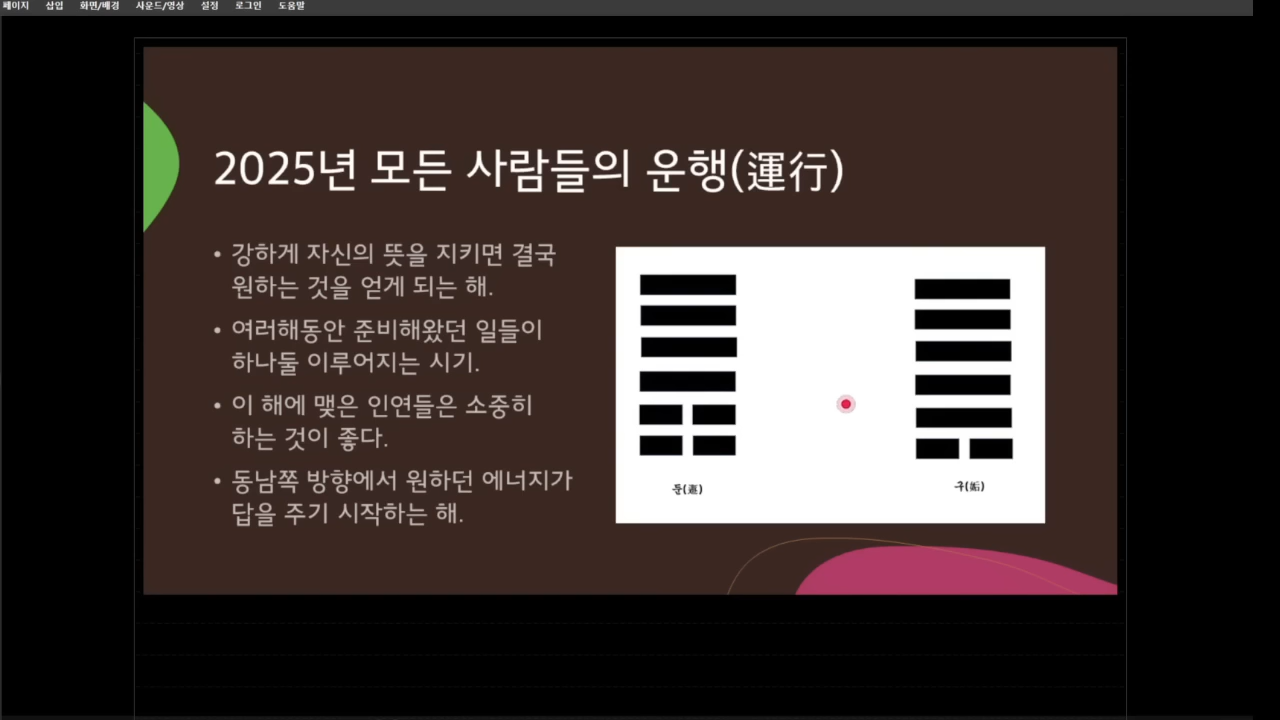 페이지 삽입 화면/배경 사운드/영상 설정 로그인 도움말
2025년 모든 사람들의 운행(運行)
• 강하게 자신의 뜻을 지키면 결국
원하는 것을 얻게 되는 해.
• 여러해동안 준비해왔던 일들이
하나둘 이루어지는 시기.
• 이 해에 맺은 인연들은 소중히
하는 것이 좋다.
• 동남쪽 방향에서 원하던 에너지가
답을 주기 시작하는 해.
둔(遯)
구(姤)